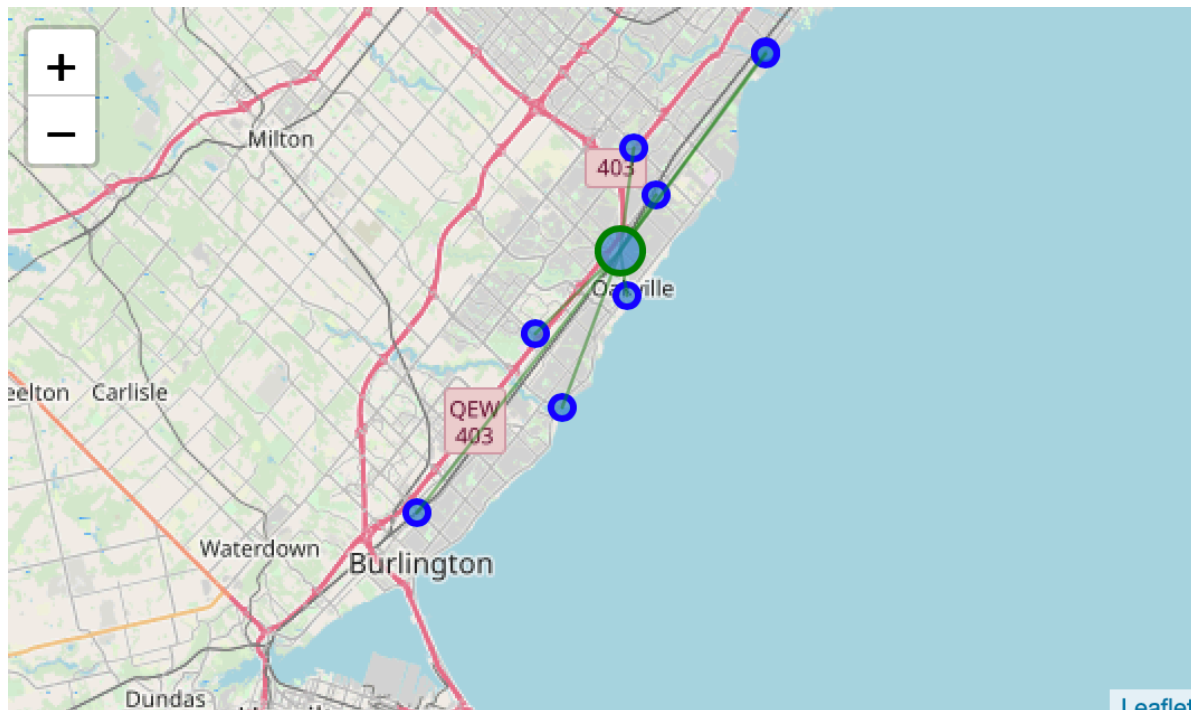 +
−
Milton
403
Oakville
eelton
Carlisle
QEW
403
Waterdown
Burlington
Dundas
Leaflet